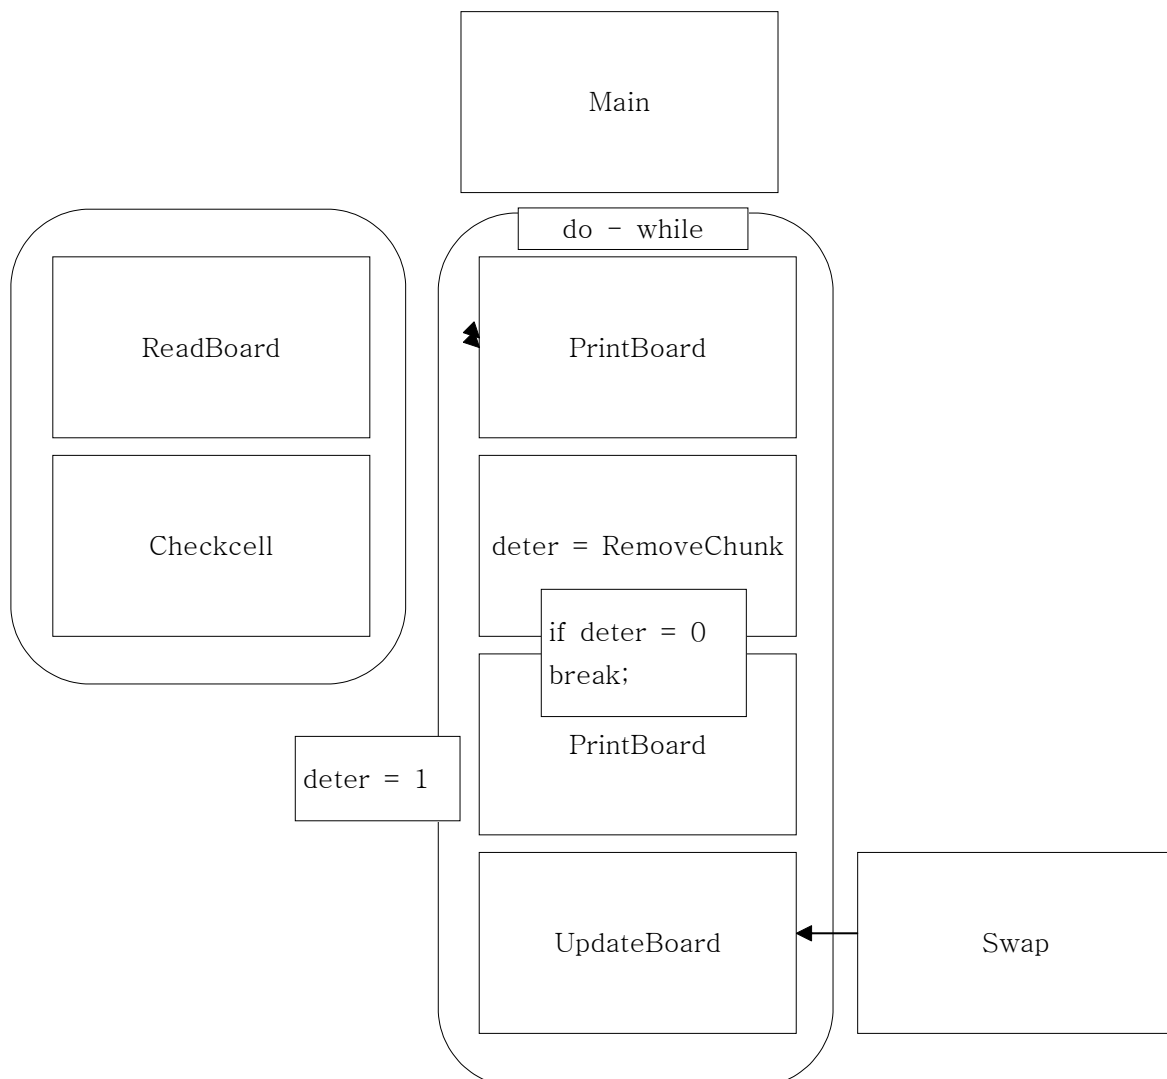 Main
do - while
ReadBoard
PrintBoard
Checkcell
deter = RemoveChunk
if deter = 0
break;
PrintBoard
deter = 1
UpdateBoard
Swap